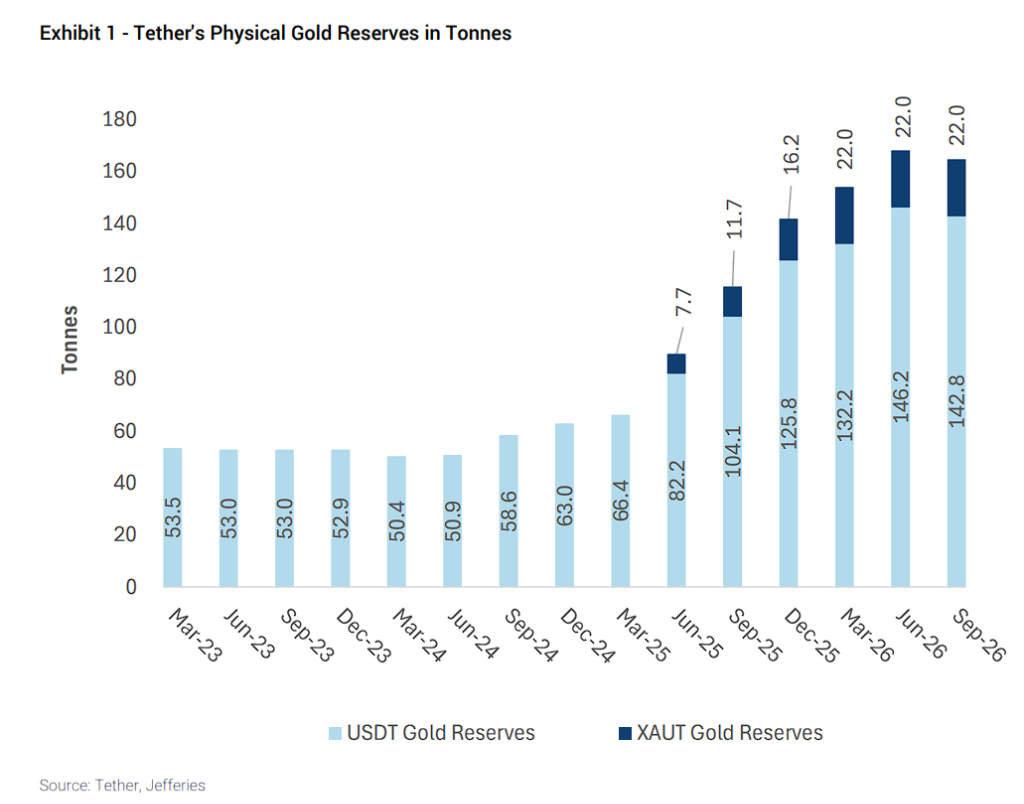 Exhibit 1 - Tether's Physical Gold Reserves in Tonnes
Tonnes
180
160
140
120
100
80
60
40
20
0
53.5
53.0
53.0
52.9
50.4
50.9
58.6
63.0
66.4
82.2
7.7
104.1
11.7
125.8
16.2
132.2
22.0
146.2
22.0
142.8
22.0
Mar-23
Jun-23
Sep-23
Dec-23
Mar-24
Jun-24
Sep-24
Dec-24
Mar-25
Jun-25
Sep-25
Dec-25
Mar-26
Jun-26
Sep-26
USDT Gold Reserves
XAUT Gold Reserves
Source: Tether, Jefferies